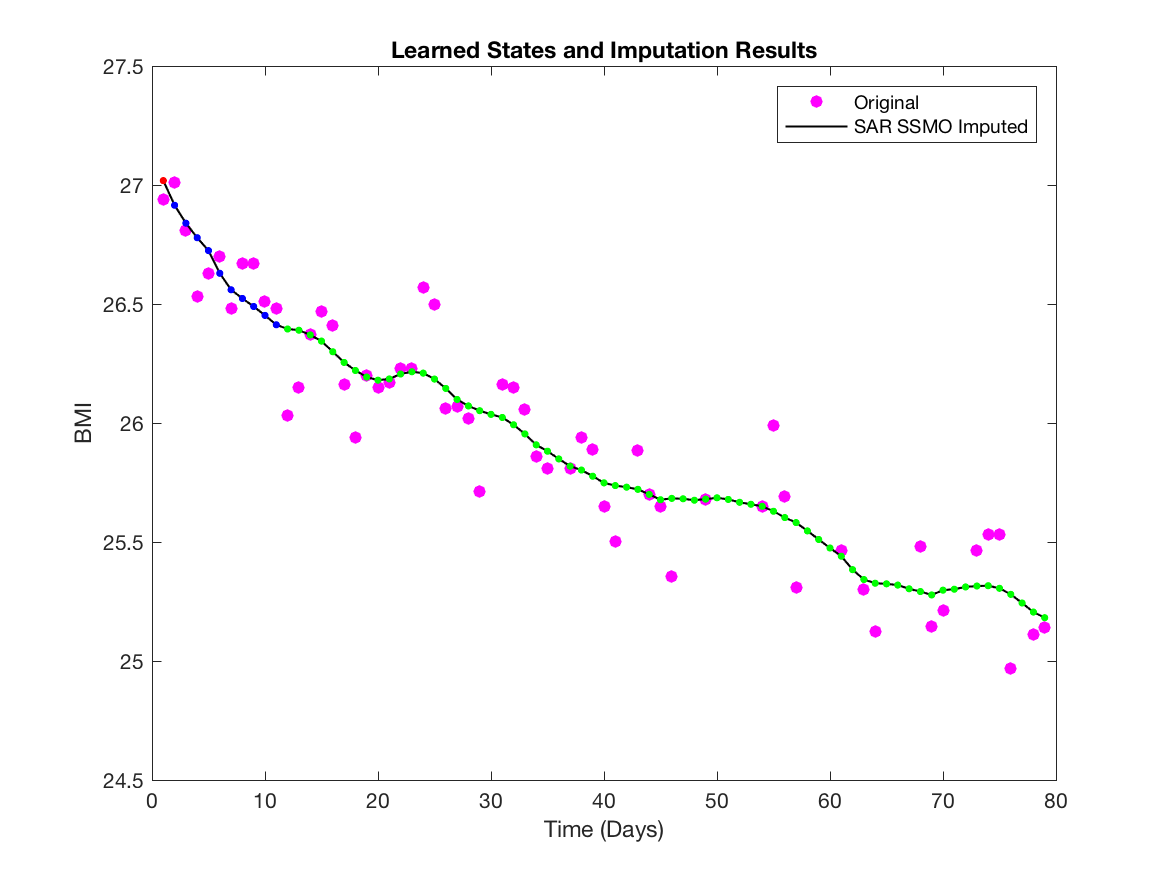 Learned States and Imputation Results
27.5
27
26.5
26
25.5
25
24.5
BMI
Original
SAR SSMO Imputed
0 10 20 30 40 50 60 70 80
Time (Days)